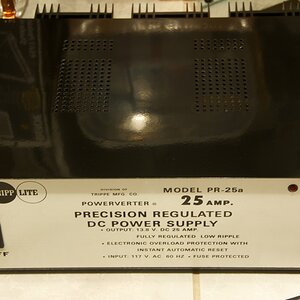 TRIPP LITE
DIVISION OF
TRIPPE MFG. CO.
MODEL PR-25a
POWERVERTER®
25 AMP.
PRECISION REGULATED
DC POWER SUPPLY
• OUTPUT: 13.8 V. DC 25 AMP.
FULLY REGULATED, LOW RIPPLE
• ELECTRONIC OVERLOAD PROTECTION WITH
INSTANT AUTOMATIC RESET
• INPUT: 117 V. AC 60 HZ • FUSE PROTECTED
FF